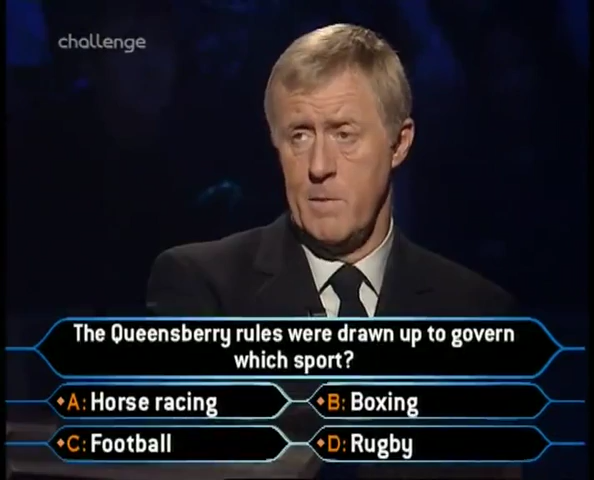 challenge
The Queensberry rules were drawn up to govern
which sport?
A: Horse racing
B: Boxing
C: Football
D: Rugby